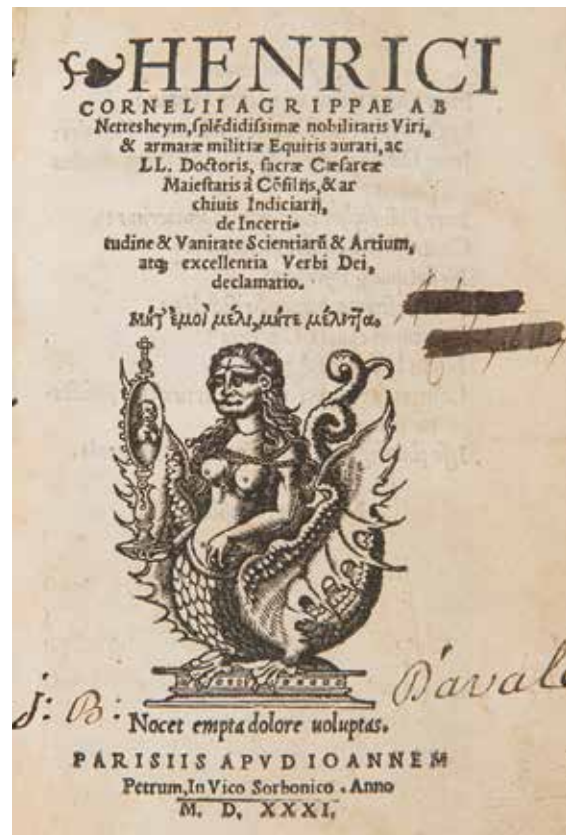 HENRICI
CORNELII AGRIPPAE AB
Nettesheym, splēdidissimæ nobilitatis Viri,
& armatæ militiæ Equitis aurati, ac
LL. Doctoris, sacræ Cæsareæ
Maiestatis à Cōsilijs, & ar
chiuis Indiciarij,
de Incerti-
tudine & Vanitate Scientiarū & Artium,
atq; excellentia Verbi Dei,
declamatio.
Μήτ' ἐμοὶ μέλι, μήτε μέλιττα.
j: B: D'aval
Nocet empta dolore uoluptas.
PARISIIS APVD IOANNEM
Petrum, In Vico Sorbonico. Anno
M. D. XXXI.